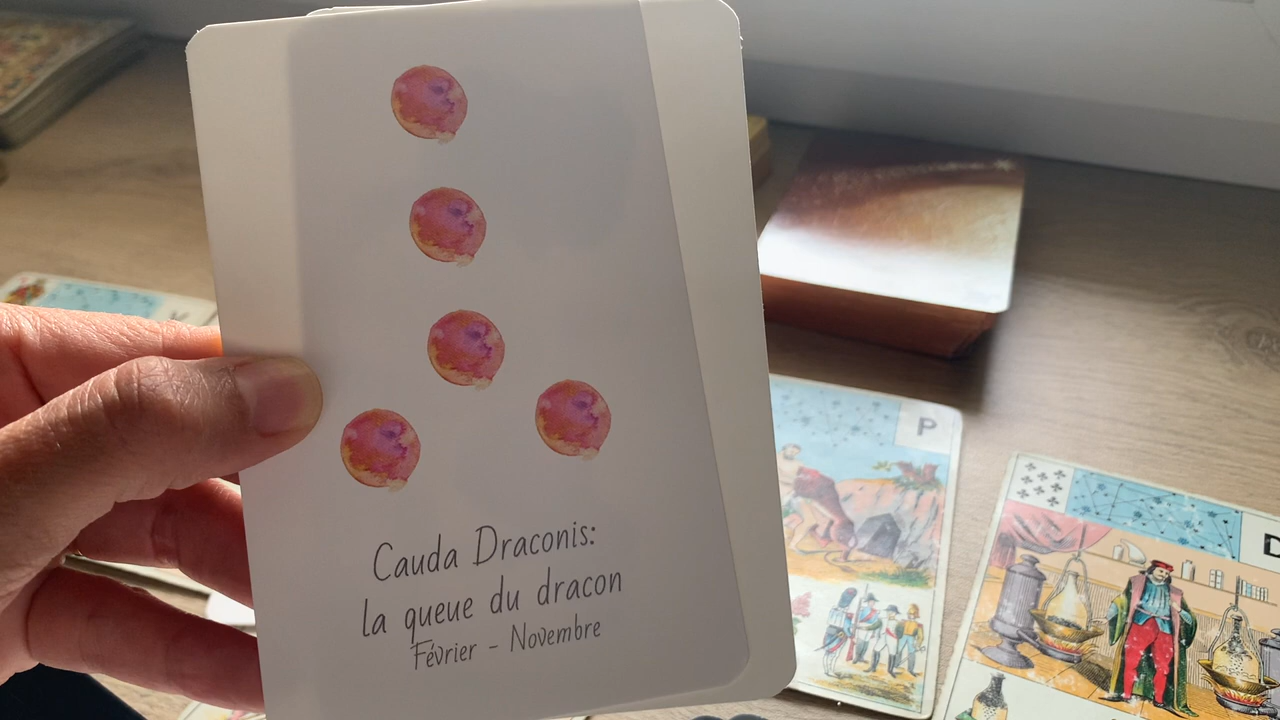 Cauda Draconis:
la queue du dracon
Février - Novembre
P
D